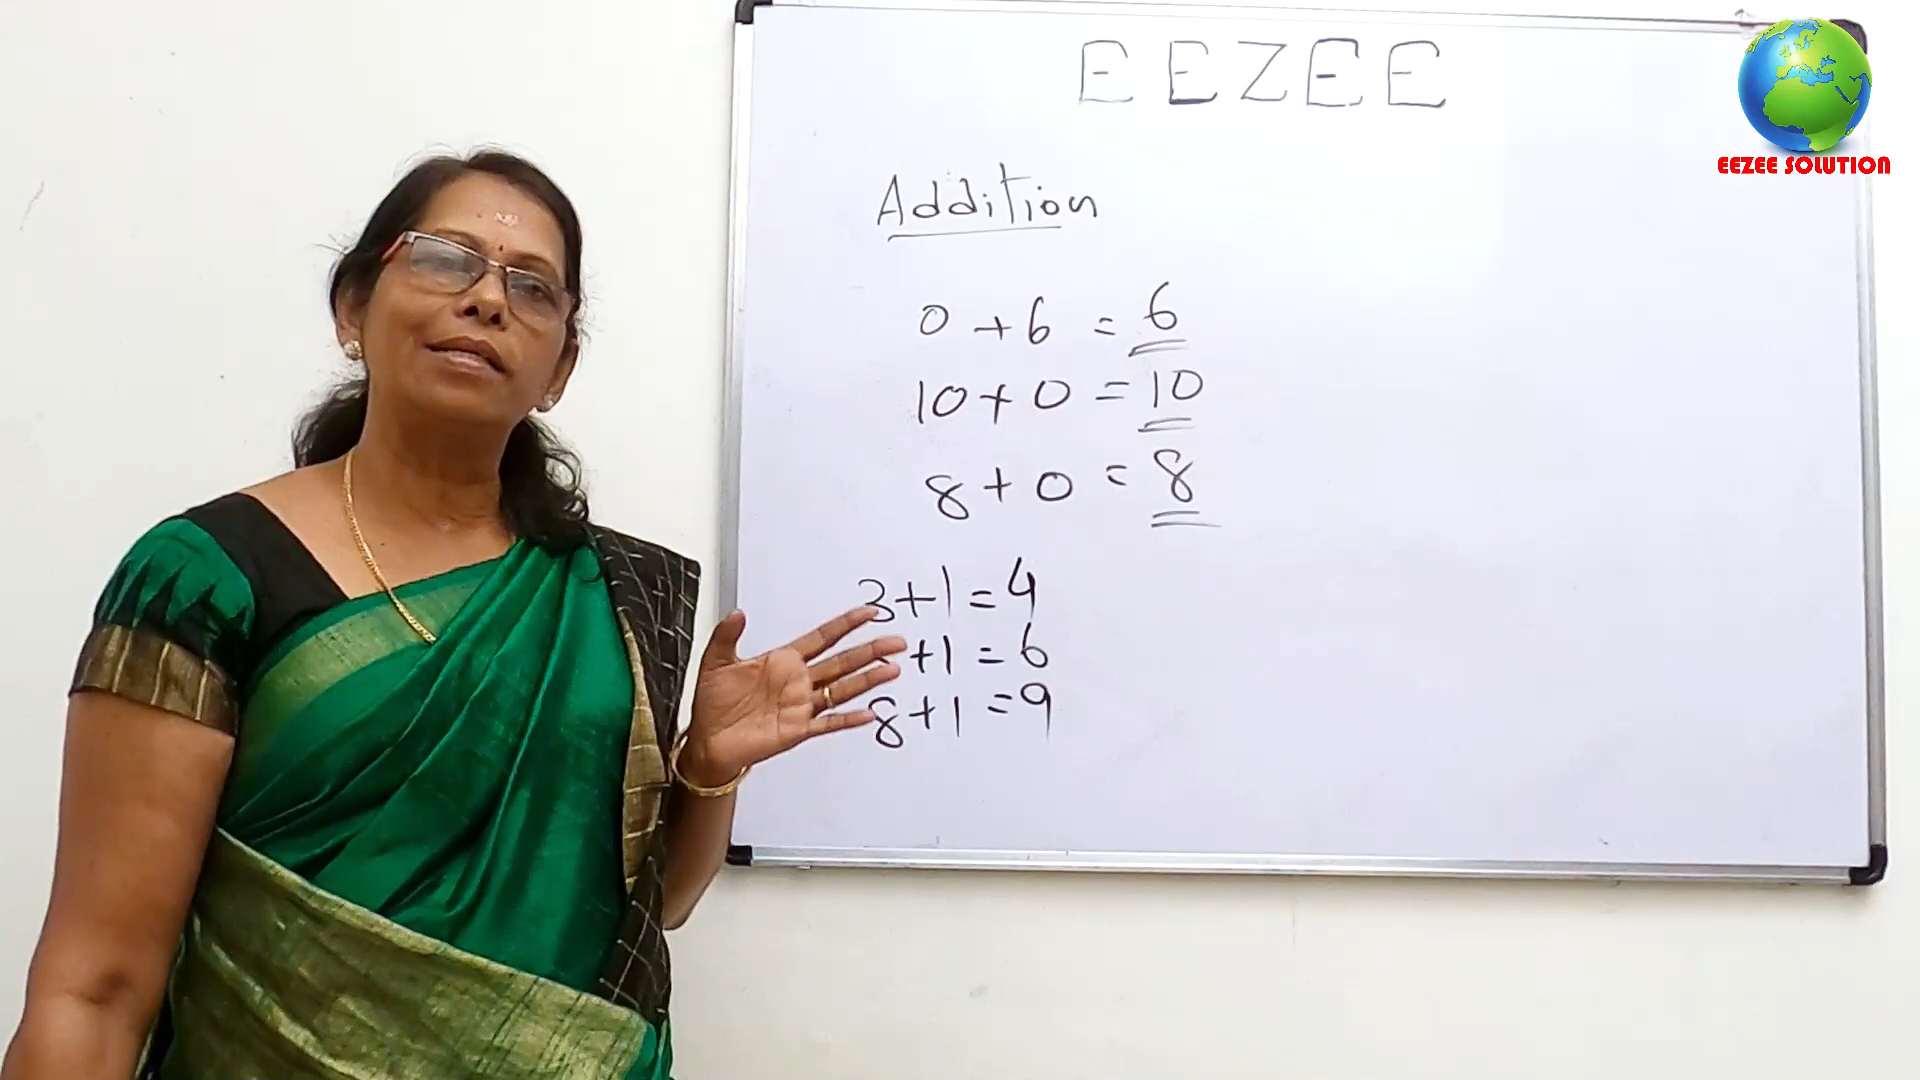 EEZEE
EEZEE SOLUTION
Addition
0 + 6 = 6
10 + 0 = 10
8 + 0 = 8
3 + 1 = 4
+ 1 = 6
8 + 1 = 9